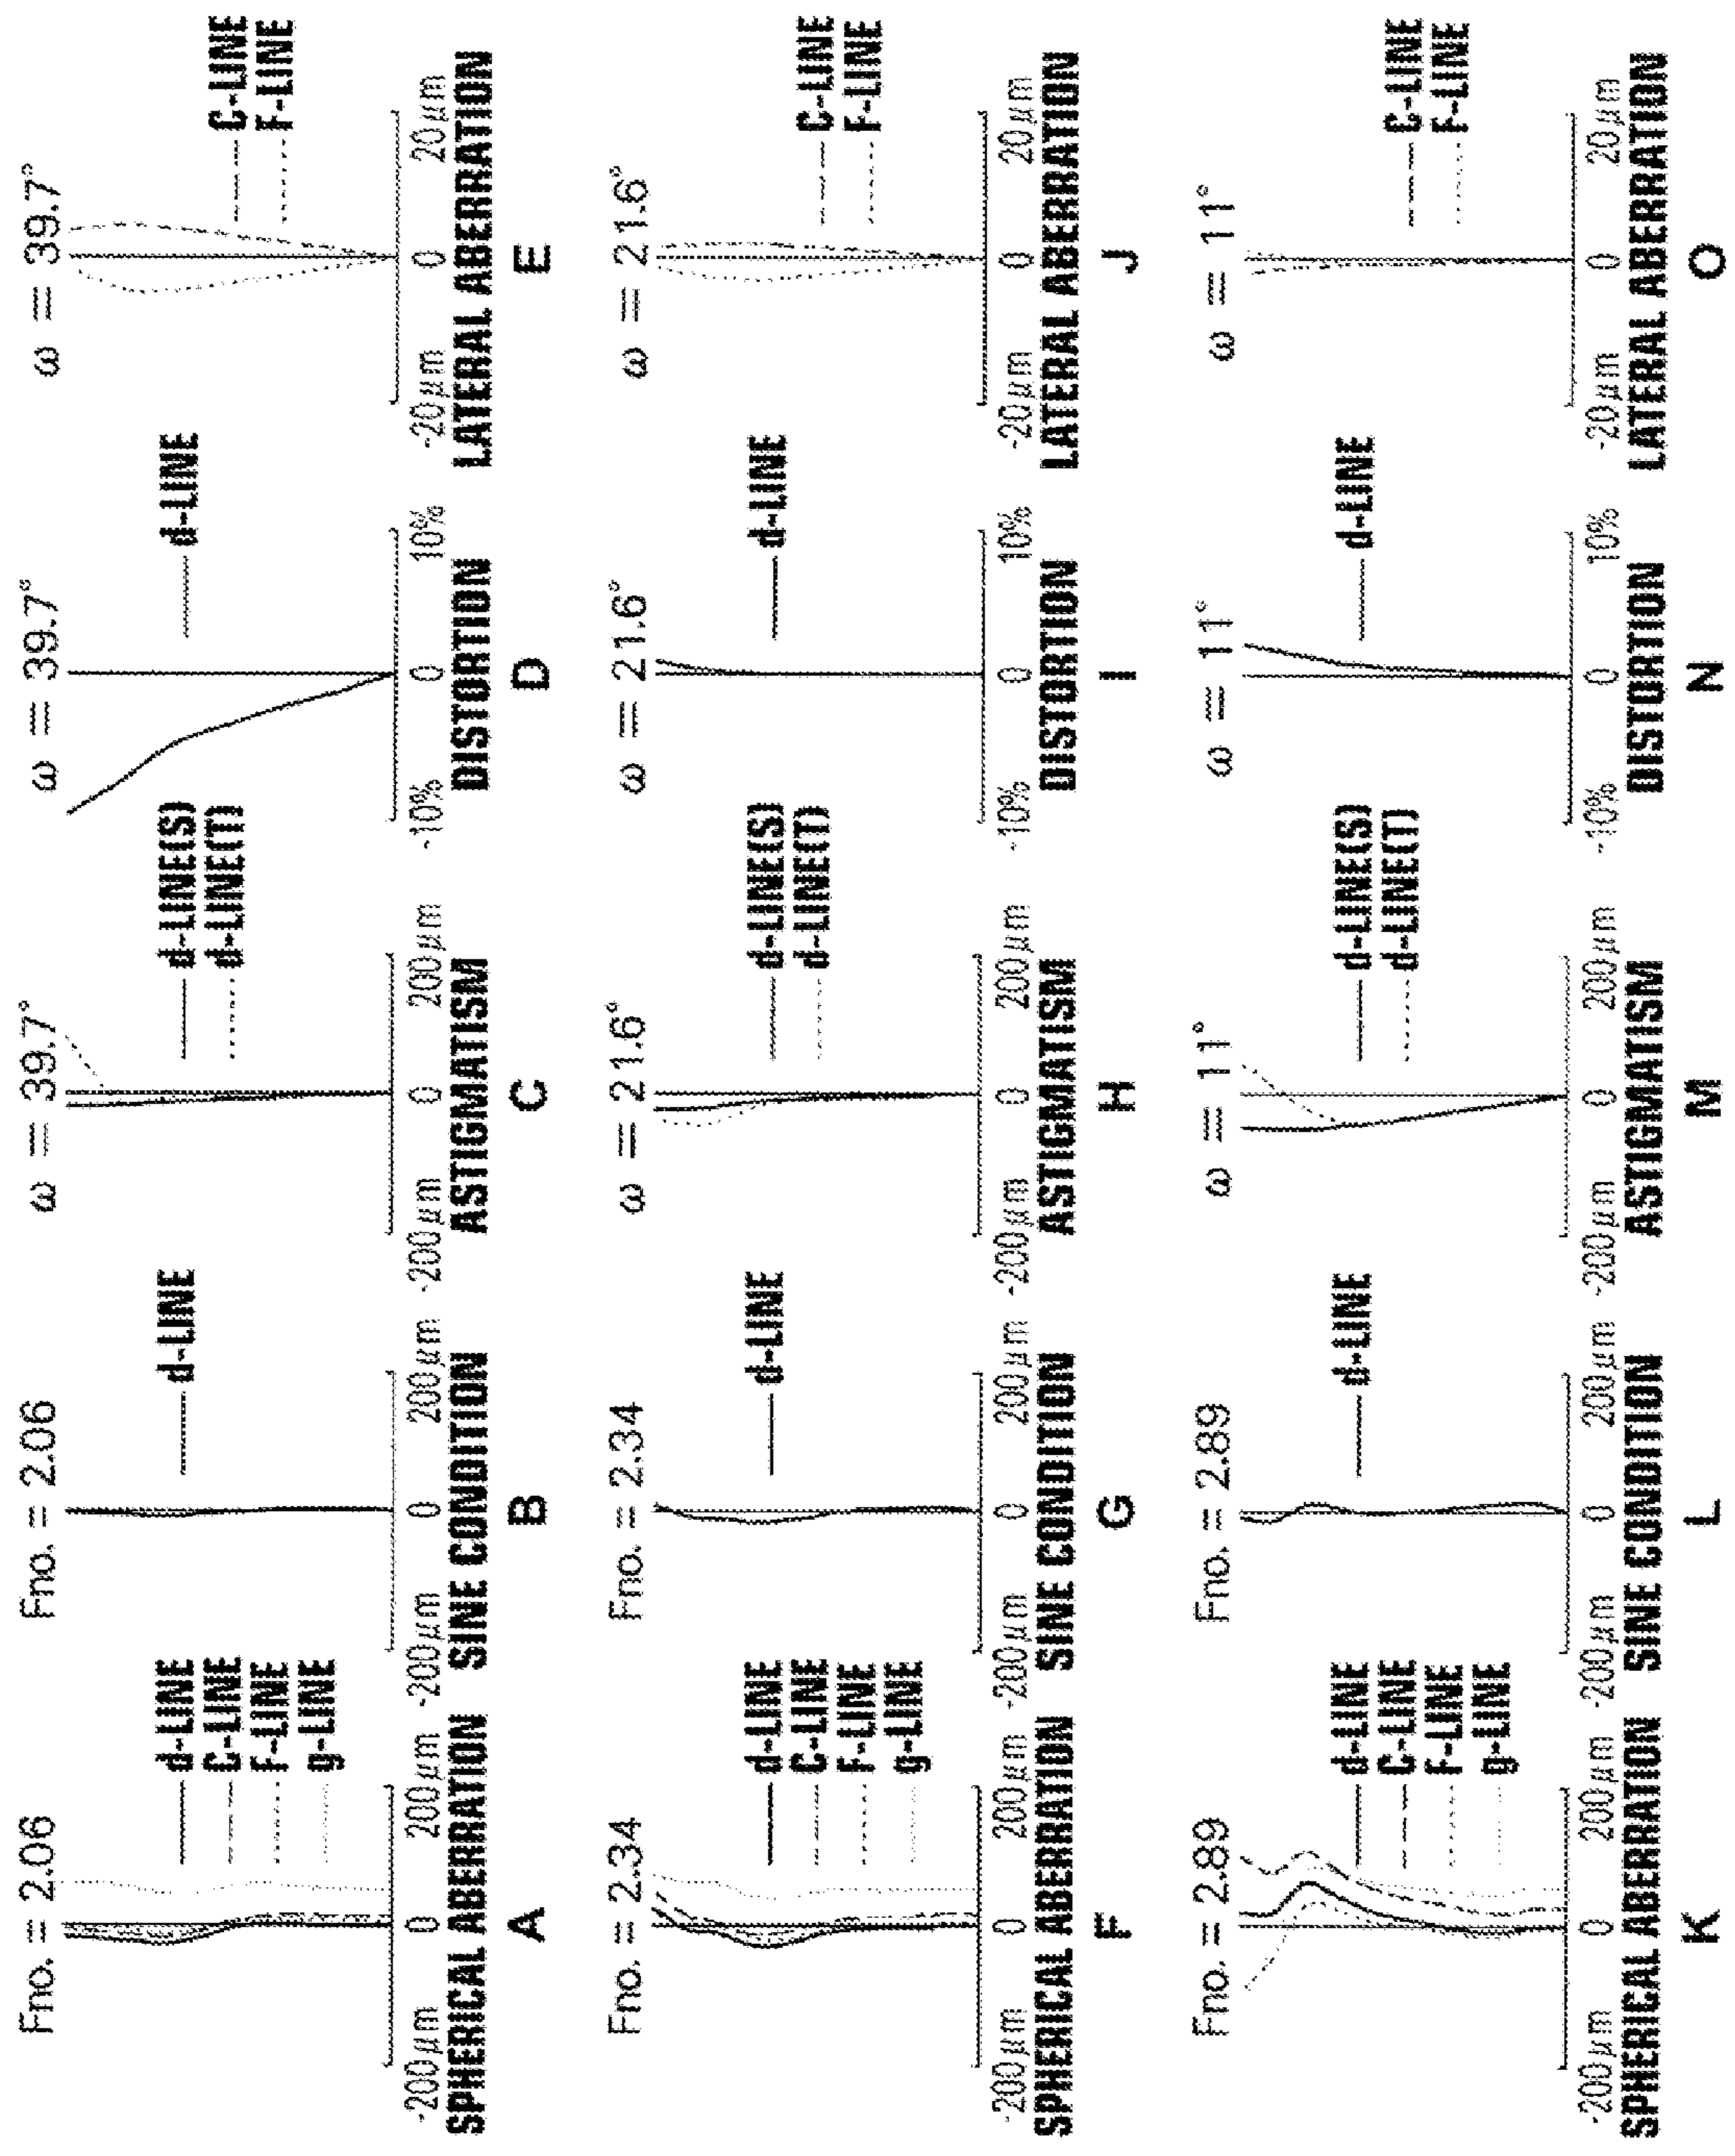 Fno. = 2.06
d-LINE
C-LINE
F-LINE
g-LINE
-200μm 0 200μm
SPHERICAL ABERRATION
A
Fno. = 2.06
d-LINE
-200μm 0 200μm
SINE CONDITION
B
ω = 39.7°
d-LINE(S)
d-LINE(T)
-200μm 0 200μm
ASTIGMATISM
C
ω = 39.7°
d-LINE
-10% 0 10%
DISTORTION
D
ω = 39.7°
C-LINE
F-LINE
-20μm 0 20μm
LATERAL ABERRATION
E
Fno. = 2.34
d-LINE
C-LINE
F-LINE
g-LINE
-200μm 0 200μm
SPHERICAL ABERRATION
F
Fno. = 2.34
d-LINE
-200μm 0 200μm
SINE CONDITION
G
ω = 21.6°
d-LINE(S)
d-LINE(T)
-200μm 0 200μm
ASTIGMATISM
H
ω = 21.6°
d-LINE
-10% 0 10%
DISTORTION
I
ω = 21.6°
C-LINE
F-LINE
-20μm 0 20μm
LATERAL ABERRATION
J
Fno. = 2.89
d-LINE
C-LINE
F-LINE
g-LINE
-200μm 0 200μm
SPHERICAL ABERRATION
K
Fno. = 2.89
d-LINE
-200μm 0 200μm
SINE CONDITION
L
ω = 11°
d-LINE(S)
d-LINE(T)
-200μm 0 200μm
ASTIGMATISM
M
ω = 11°
d-LINE
-10% 0 10%
DISTORTION
N
ω = 11°
C-LINE
F-LINE
-20μm 0 20μm
LATERAL ABERRATION
O